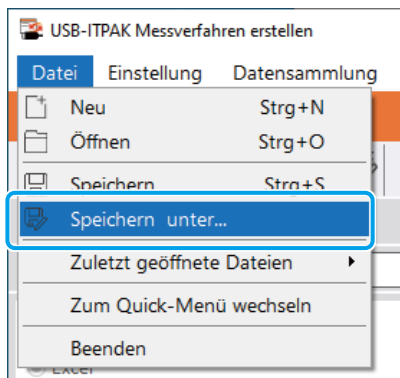 USB-ITPAK Messverfahren erstellen
Datei Einstellung Datensammlung
Neu Strg+N
Öffnen Strg+O
Speichern Strg+S
Speichern unter...
Zuletzt geöffnete Dateien
Zum Quick-Menü wechseln
Beenden
Excel